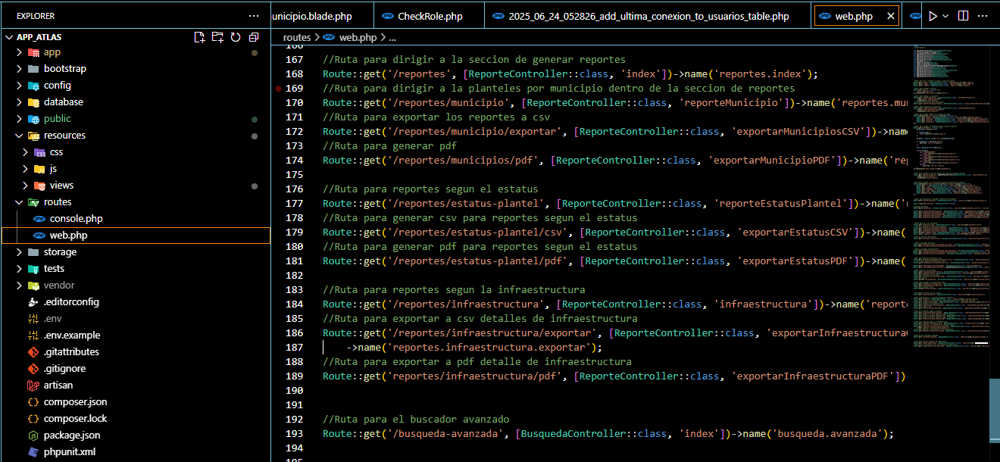 EXPLORER
APP_ATLAS
app
bootstrap
config
database
public
resources
css
js
views
routes
console.php
web.php
storage
tests
vendor
.editorconfig
.env
.env.example
.gitattributes
.gitignore
artisan
composer.json
composer.lock
package.json
phpunit.xml
unicipio.blade.php
CheckRole.php
2025_06_24_052826_add_ultima_conexion_to_usuarios_table.php
web.php
routes > web.php > ...
166
167 //Ruta para dirigir a la seccion de generar reportes
168 Route::get('/reportes', [ReporteController::class, 'index'])->name('reportes.index');
169 //Ruta para dirigir a la planteles por municipio dentro de la seccion de reportes
170 Route::get('/reportes/municipio', [ReporteController::class, 'reporteMunicipio'])->name('reportes.mun
171 //Ruta para exportar los reportes a csv
172 Route::get('/reportes/municipio/exportar', [ReporteController::class, 'exportarMunicipiosCSV'])->name
173 //Ruta para generar pdf
174 Route::get('/reportes/municipios/pdf', [ReporteController::class, 'exportarMunicipioPDF'])->name('rep
175
176 //Ruta para reportes segun el estatus
177 Route::get('/reportes/estatus-plantel', [ReporteController::class, 'reporteEstatusPlantel'])->name('r
178 //Ruta para generar csv para reportes segun el estatus
179 Route::get('/reportes/estatus-plantel/csv', [ReporteController::class, 'exportarEstatusCSV'])->name(
180 //Ruta para generar pdf para reportes segun el estatus
181 Route::get('/reportes/estatus-plantel/pdf', [ReporteController::class, 'exportarEstatusPDF'])->name(
182
183 //Ruta para reportes segun la infraestructura
184 Route::get('/reportes/infraestructura', [ReporteController::class, 'infraestructura'])->name('reporte
185 //Ruta para exportar a csv detalles de infraestructura
186 Route::get('/reportes/infraestructura/exportar', [ReporteController::class, 'exportarInfraestructura
187 ->name('reportes.infraestructura.exportar');
188 //Ruta para exportar a pdf detalle de infraestructura
189 Route::get('reportes/infraestructura/pdf', [ReporteController::class, 'exportarInfraestructuraPDF'])
190
191
192 //Ruta para el buscador avanzado
193 Route::get('/busqueda-avanzada', [BusquedaController::class, 'index'])->name('busqueda.avanzada');
194
195